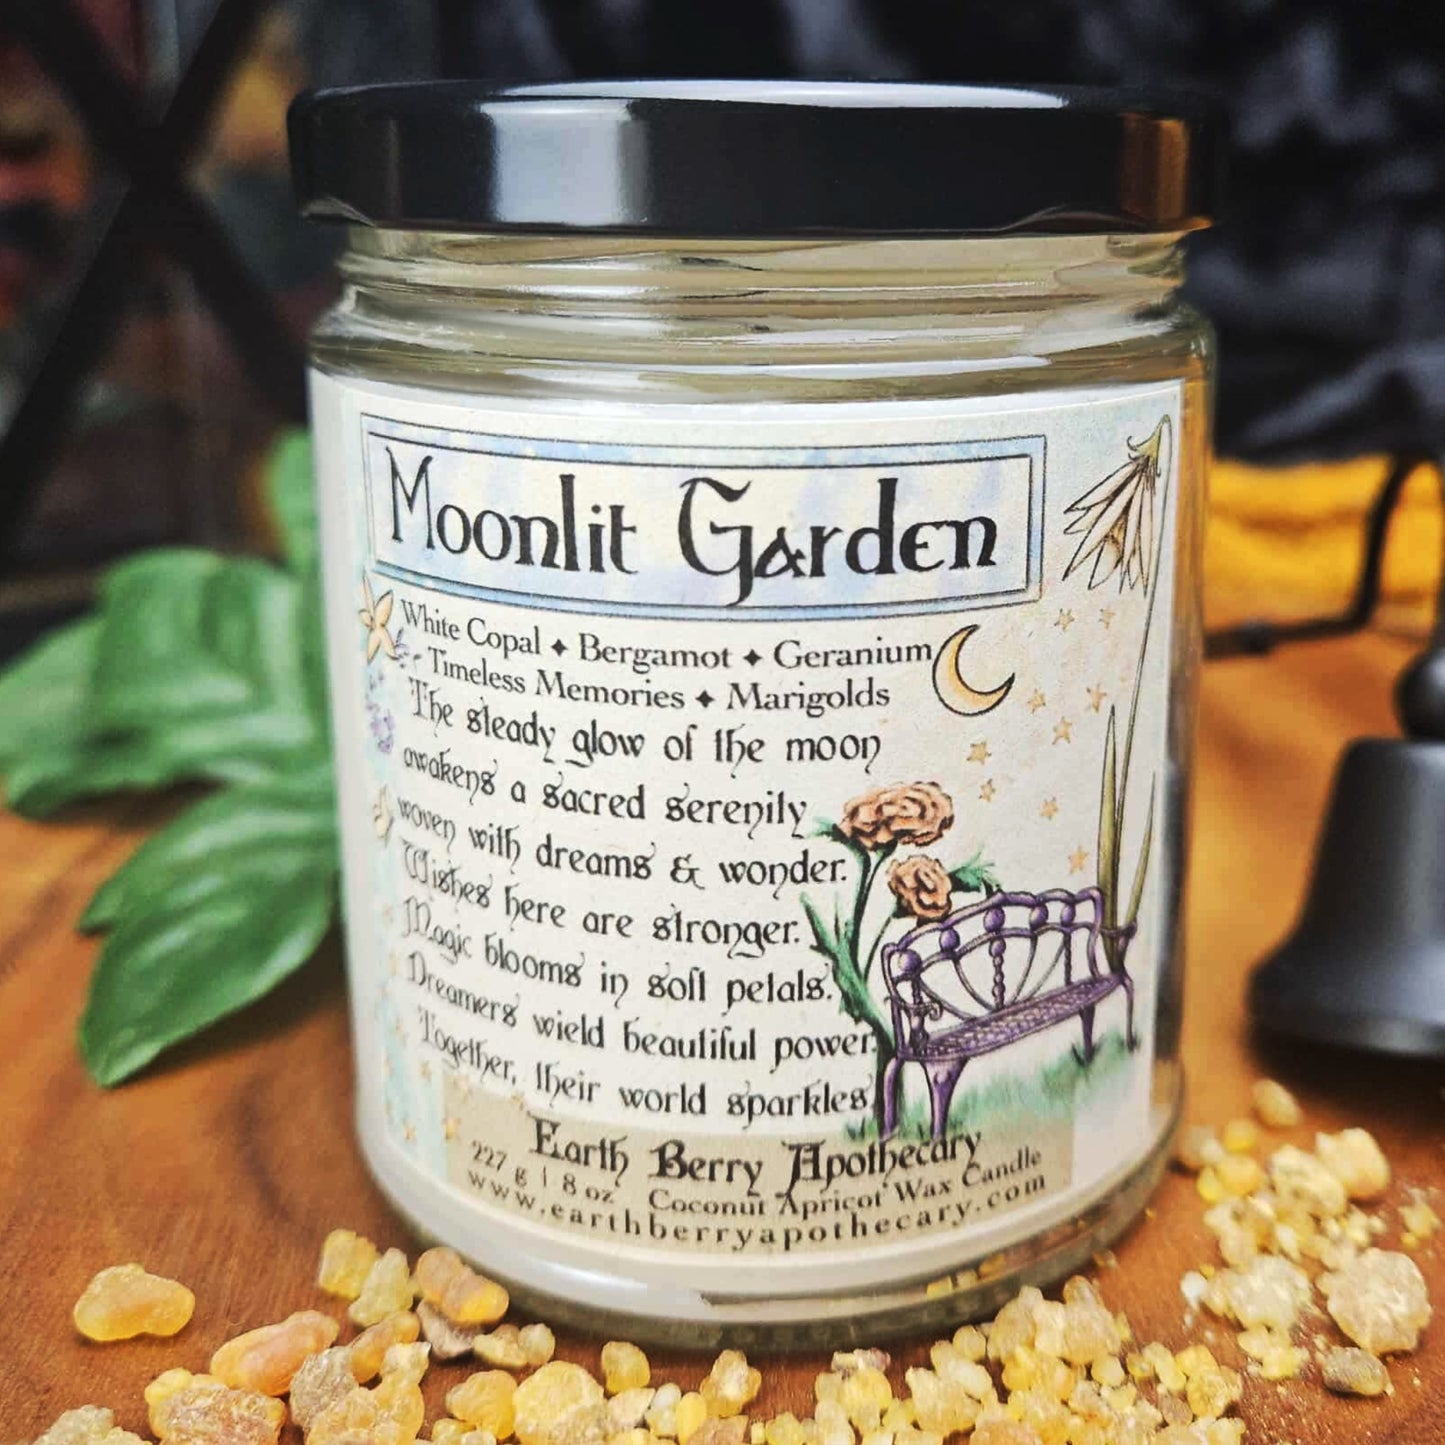 Moonlit Garden
White Copal ✦ Bergamot ✦ Geranium
Timeless Memories ✦ Marigolds
The steady glow of the moon
awakens a sacred serenity
woven with dreams & wonder.
Wishes here are stronger.
Magic blooms in soft petals.
Dreamers wield beautiful power.
Together, their world sparkles.
Earth Berry Apothecary
227 g | 8 oz Coconut Apricot Wax Candle
www.earthberryapothecary.com